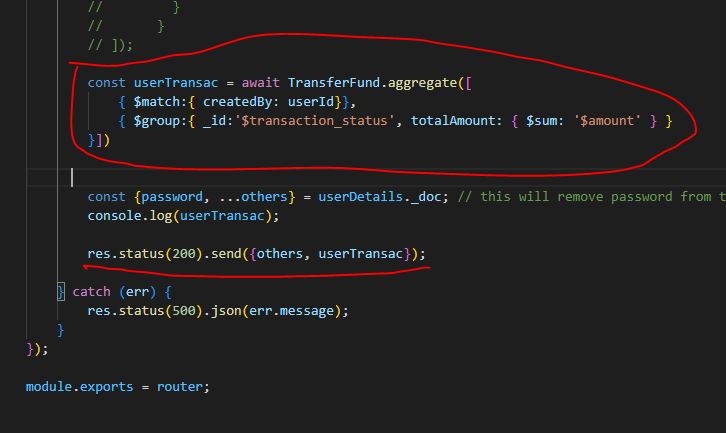 //         }
//       }
// ]);
const userTransac = await TransferFund.aggregate([
{ $match:{ createdBy: userId}},
{ $group:{ _id:'$transaction_status', totalAmount: { $sum: '$amount' } }
}])
const {password, ...others} = userDetails._doc; // this will remove password from t
console.log(userTransac);
res.status(200).send({others, userTransac});
} catch (err) {
res.status(500).json(err.message);
}
});
module.exports = router;